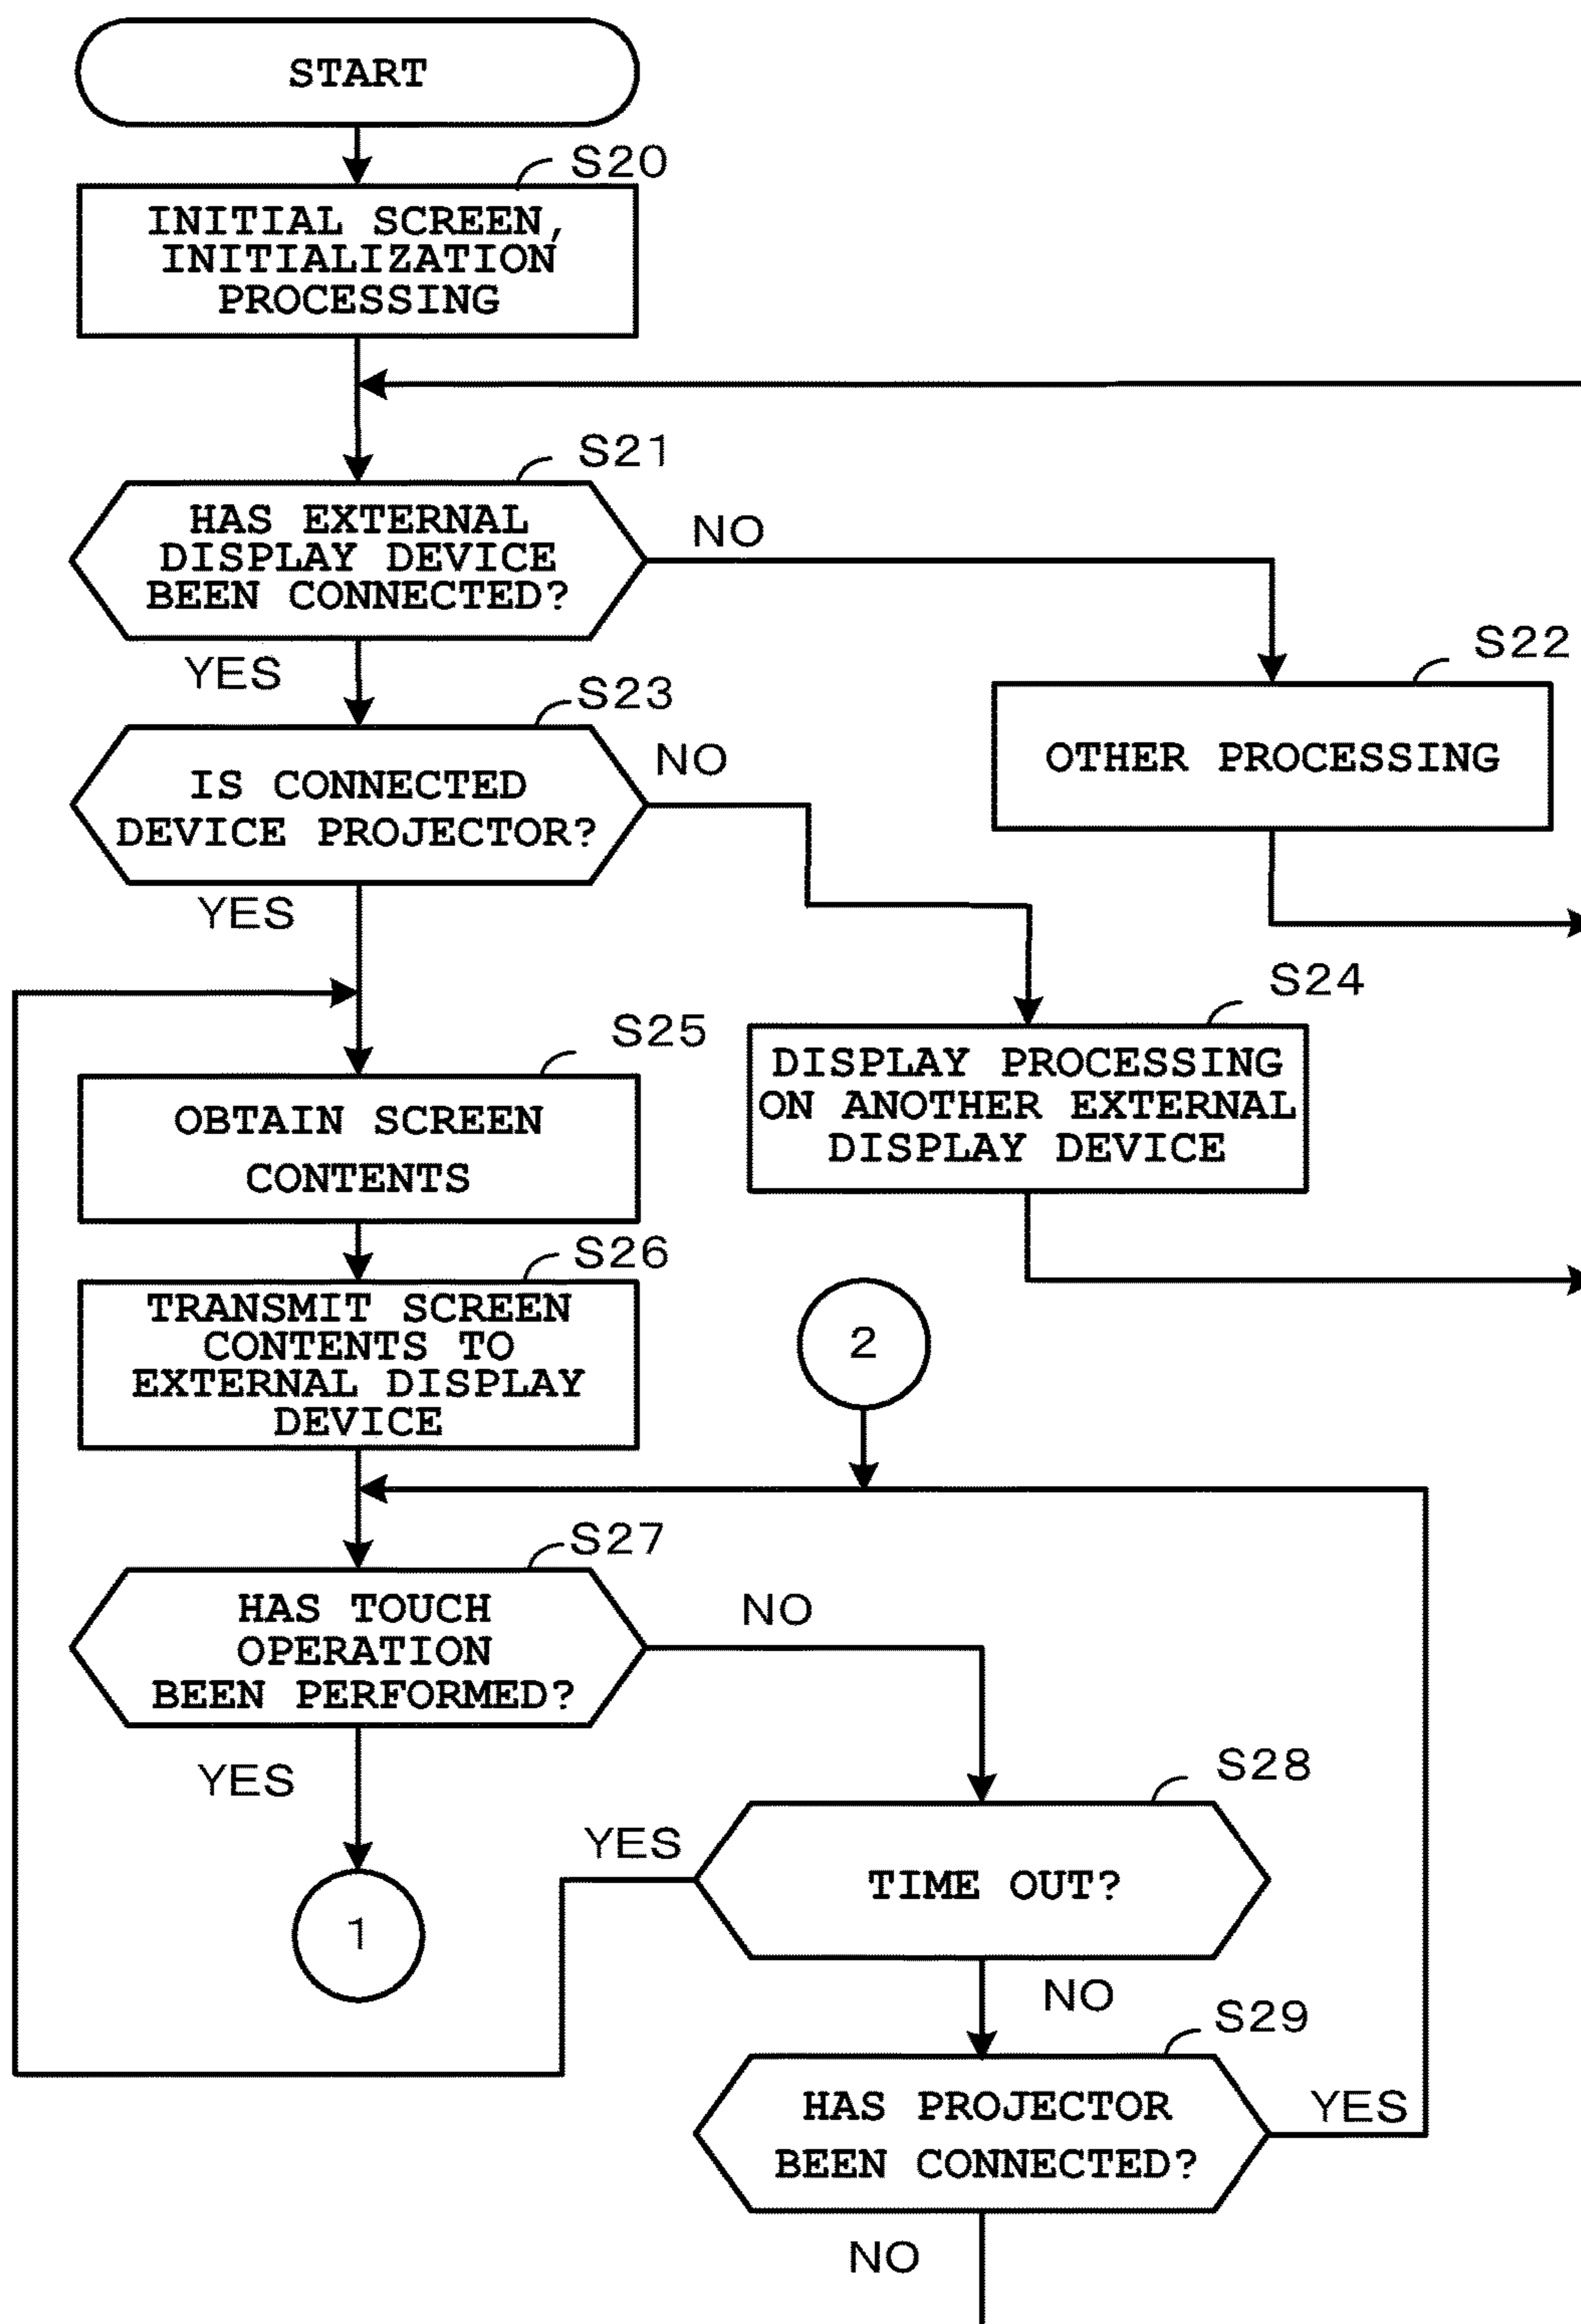 START
S20
INITIAL SCREEN,
INITIALIZATION
PROCESSING
S21
HAS EXTERNAL
DISPLAY DEVICE
BEEN CONNECTED?
NO
YES
S22
OTHER PROCESSING
S23
IS CONNECTED
DEVICE PROJECTOR?
NO
YES
S24
DISPLAY PROCESSING
ON ANOTHER EXTERNAL
DISPLAY DEVICE
S25
OBTAIN SCREEN
CONTENTS
S26
TRANSMIT SCREEN
CONTENTS TO
EXTERNAL DISPLAY
DEVICE
2
S27
HAS TOUCH
OPERATION
BEEN PERFORMED?
NO
YES
1
S28
TIME OUT?
YES
NO
S29
HAS PROJECTOR
BEEN CONNECTED?
YES
NO